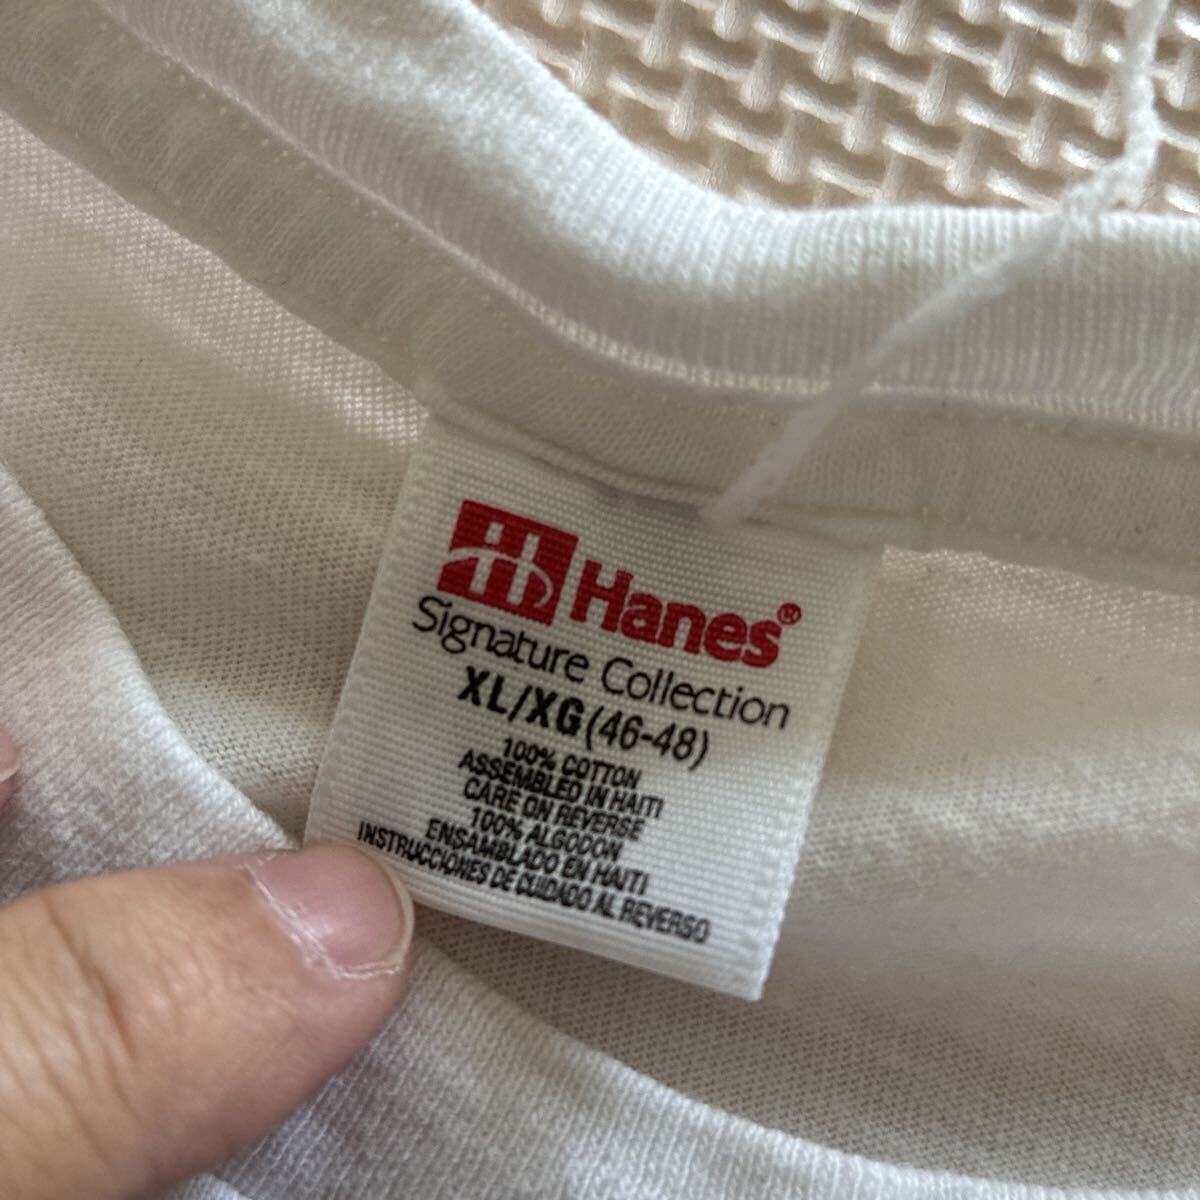 Hanes®
Signature Collection
XL/XG (46-48)
100% COTTON
ASSEMBLED IN HAITI
CARE ON REVERSE
100% ALGODON
ENSAMBLADO EN HAITI
INSTRUCCIONES DE CUIDADO AL REVERSO